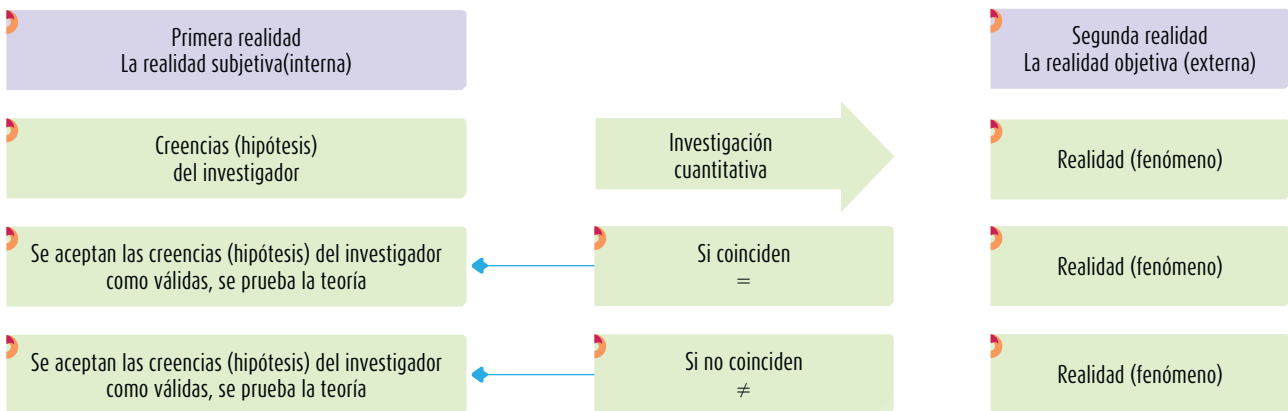 Primera realidad
La realidad subjetiva(interna)
Segunda realidad
La realidad objetiva (externa)
Creencias (hipótesis)
del investigador
Investigación
cuantitativa
Realidad (fenómeno)
Se aceptan las creencias (hipótesis) del investigador
como válidas, se prueba la teoría
Si coinciden
=
Realidad (fenómeno)
Se aceptan las creencias (hipótesis) del investigador
como válidas, se prueba la teoría
Si no coinciden
≠
Realidad (fenómeno)